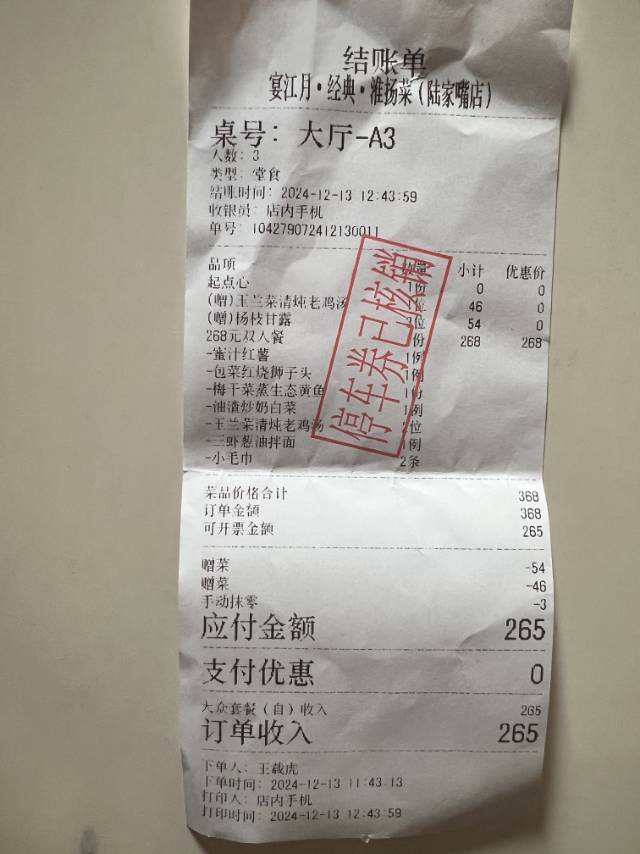 结账单
宴江月·经典·淮扬菜(陆家嘴店)
桌号: 大厅-A3
人数: 3
类型: 堂食
结账时间: 2024-12-13 12:43:59
收银员: 店内手机
单号: 104279072412130011
品项 数量 小计 优惠价
起点心 1份 0 0
(赠)玉兰菜清炖老鸡汤 1位 46 0
(赠)杨枝甘露 3位 54 0
268元双人餐 1份 268 268
-蜜汁红薯 1例
-包菜红烧狮子头 1例
-梅干菜蒸生态黄鱼 1份
-油渣炒奶白菜 1例
-玉兰菜清炖老鸡汤 2位
-三虾葱油拌面 1例
-小毛巾 2条
停车券已核销
菜品价格合计 368
订单金额 368
可开票金额 265
赠菜 -54
赠菜 -46
手动抹零 -3
应付金额 265
支付优惠 0
大众套餐(自)收入 265
订单收入 265
下单人: 王载虎
下单时间: 2024-12-13 11:43:13
打印人: 店内手机
打印时间: 2024-12-13 12:43:59